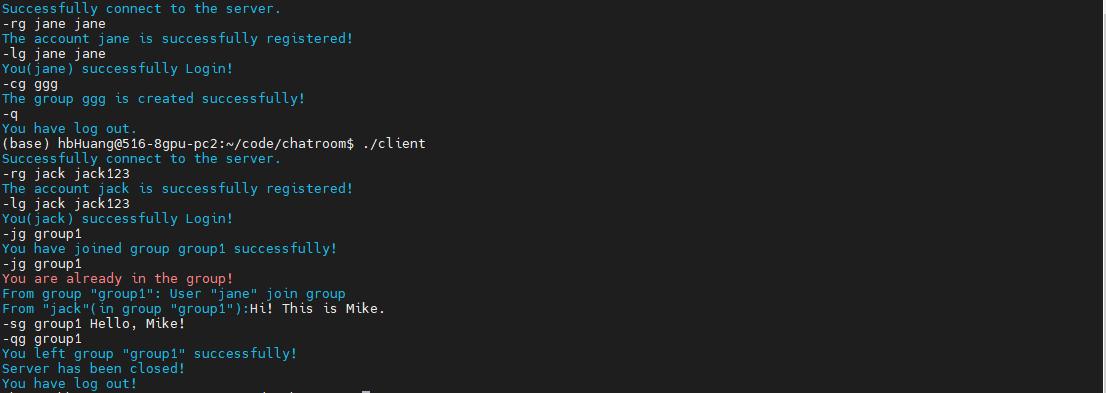 Successfully connect to the server.
-rg jane jane
The account jane is successfully registered!
-lg jane jane
You(jane) successfully Login!
-cg ggg
The group ggg is created successfully!
-q
You have log out.
(base) hbHuang@516-8gpu-pc2:~/code/chatroom$ ./client
Successfully connect to the server.
-rg jack jack123
The account jack is successfully registered!
-lg jack jack123
You(jack) successfully Login!
-jg group1
You have joined group group1 successfully!
-jg group1
You are already in the group!
From group "group1": User "jane" join group
From "jack"(in group "group1"):Hi! This is Mike.
-sg group1 Hello, Mike!
-qg group1
You left group "group1" successfully!
Server has been closed!
You have log out!